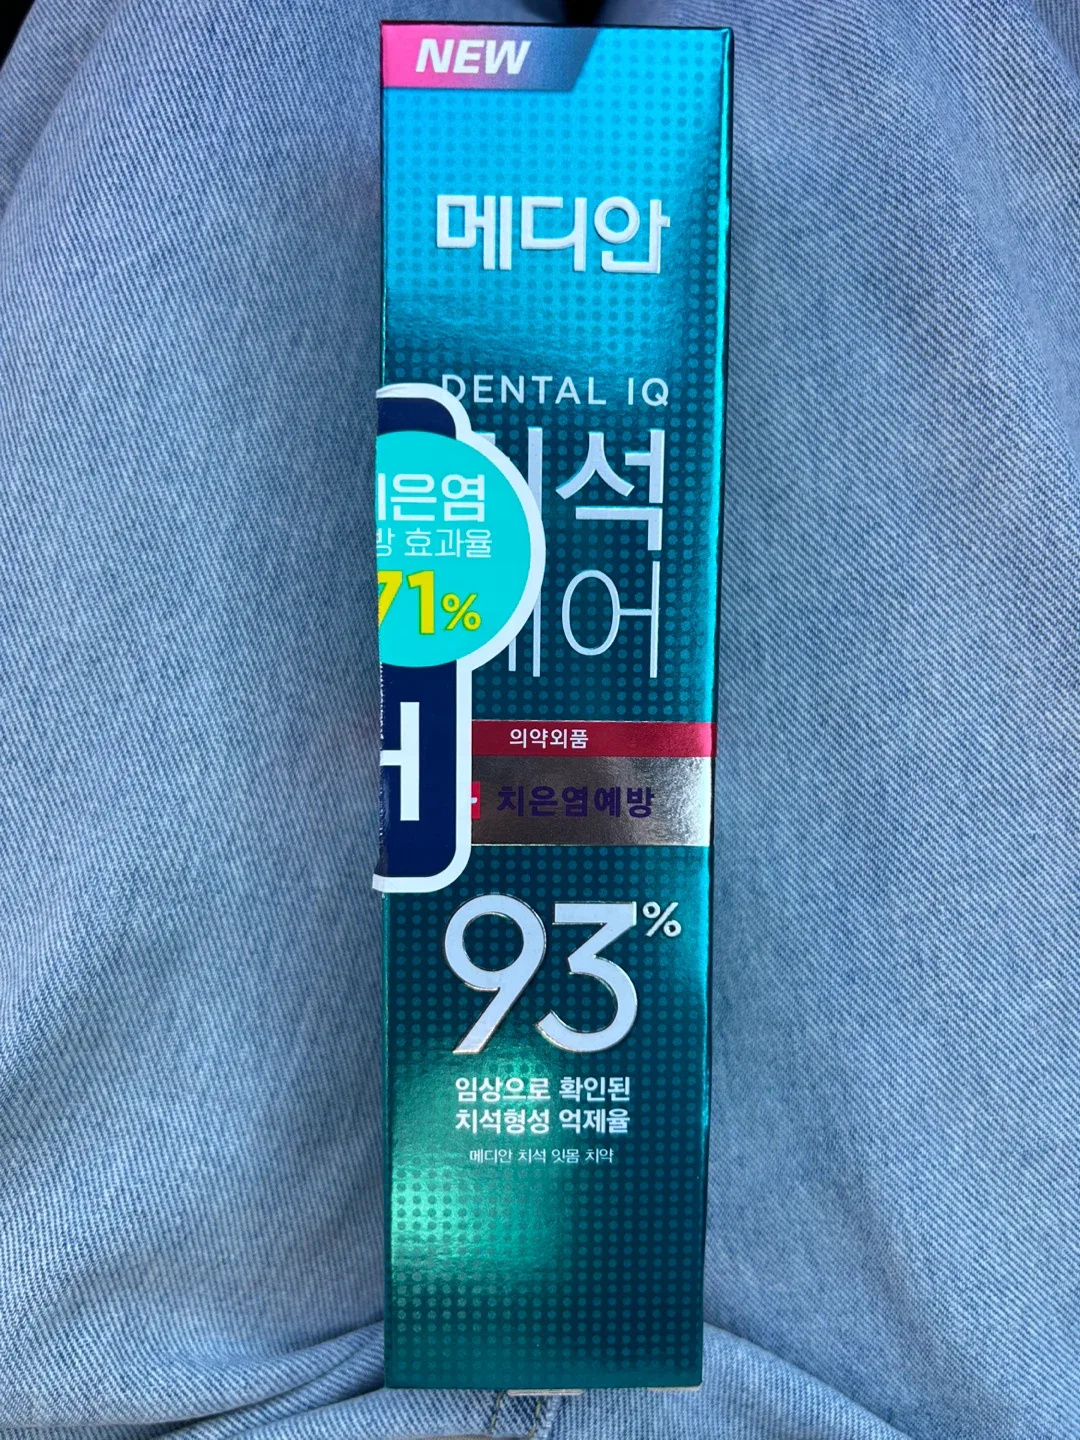 NEW
메디안
DENTAL IQ
치석
케어
치은염
효과율
71%
의약외품
치은염예방
93%
임상으로 확인된
치석형성 억제율
메디안 치석 잇몸 치약